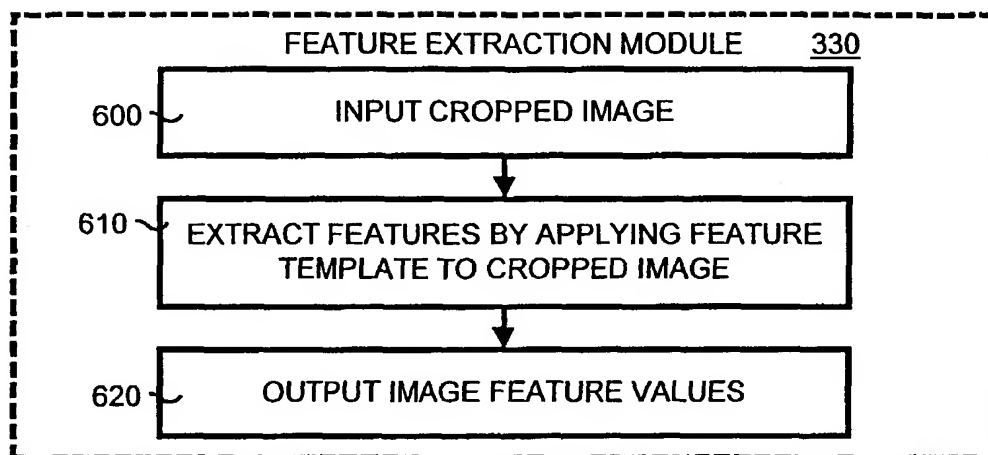 FEATURE EXTRACTION MODULE 330
600
INPUT CROPPED IMAGE
610
EXTRACT FEATURES BY APPLYING FEATURE
TEMPLATE TO CROPPED IMAGE
620
OUTPUT IMAGE FEATURE VALUES